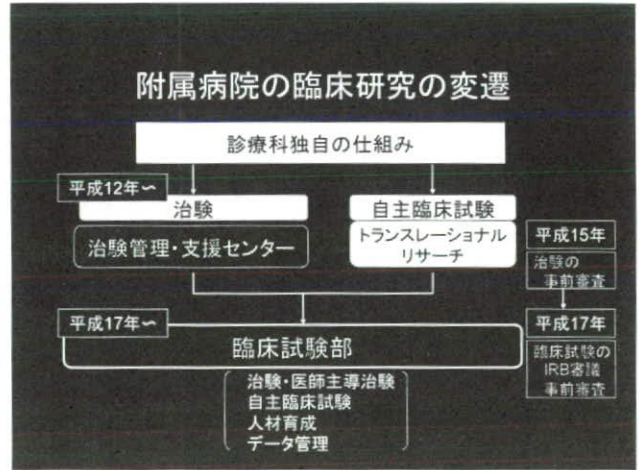 附属病院の臨床研究の変遷
診療科独自の仕組み
平成12年～
治験
治験管理・支援センター
自主臨床試験
トランスレーショナル
リサーチ
平成15年
治験の
事前審査
平成17年～
臨床試験部
平成17年
臨床試験の
IRB審議
事前審査
治験・医師主導治験
自主臨床試験
人材育成
データ管理